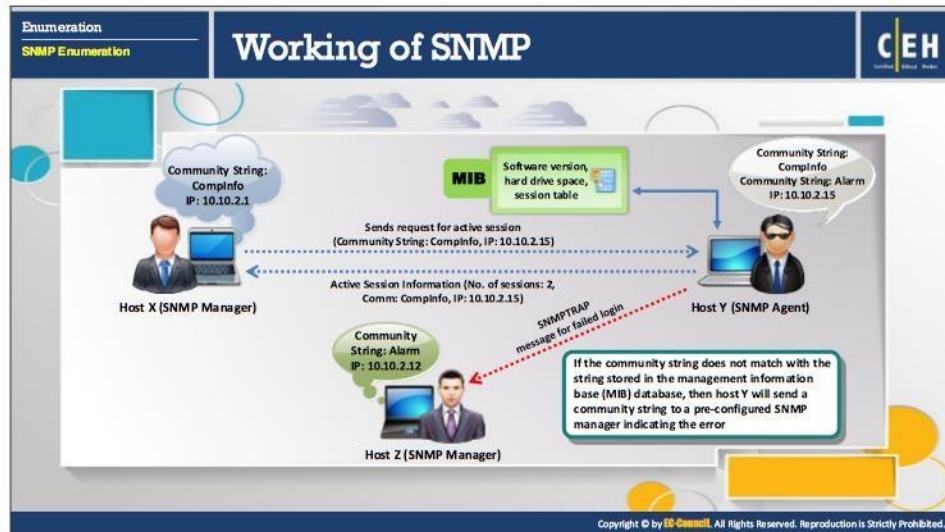 Enumeration
SNMP Enumeration
Working of SNMP
C EH
Certified Ethical Hacker
Community String:
CompInfo
IP: 10.10.2.1
MIB
Software version,
hard drive space,
session table
Community String:
CompInfo
Community String: Alarm
IP: 10.10.2.15
Sends request for active session
(Community String: CompInfo, IP: 10.10.2.15)
Active Session Information (No. of sessions: 2,
Comm: CompInfo, IP: 10.10.2.15)
Host X (SNMP Manager)
Host Y (SNMP Agent)
SNMPTRAP
message for failed login
Community
String: Alarm
IP: 10.10.2.12
Host Z (SNMP Manager)
If the community string does not match with the
string stored in the management information
base (MIB) database, then host Y will send a
community string to a pre-configured SNMP
manager indicating the error
Copyright © by EC-Council. All Rights Reserved. Reproduction is Strictly Prohibited.